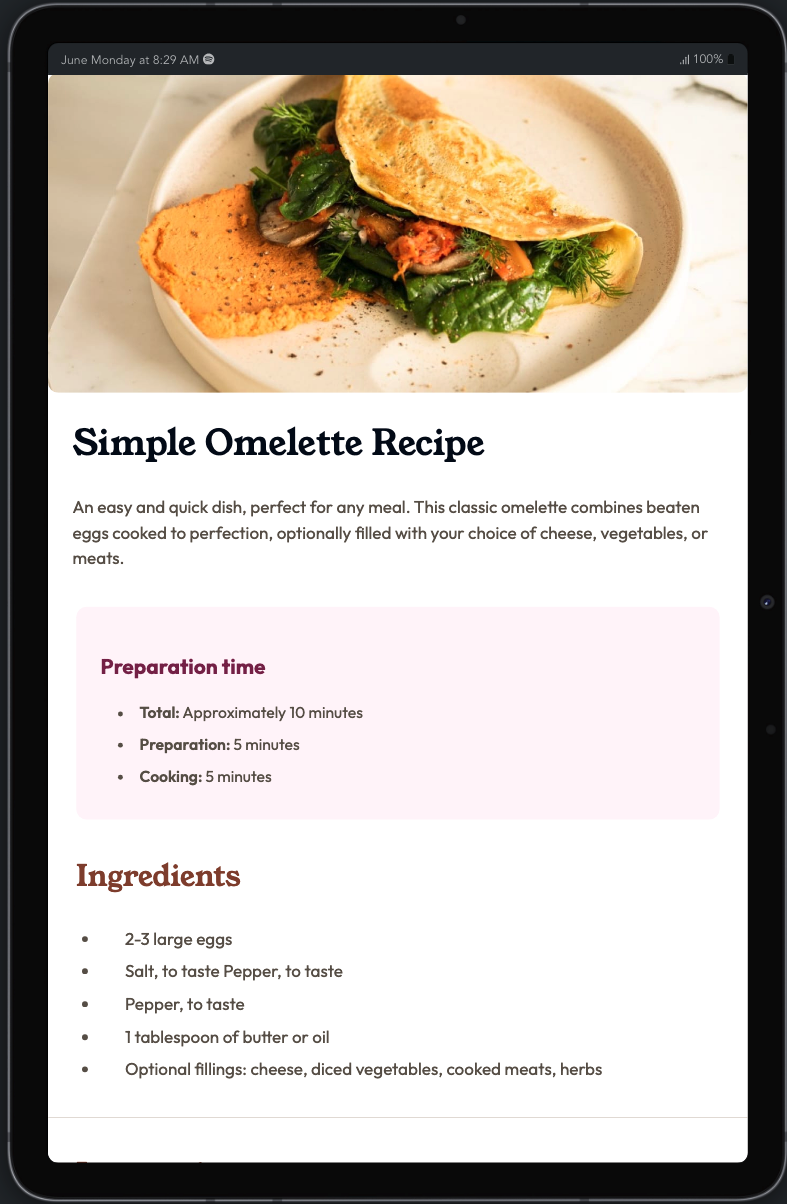 June Monday at 8:29 AM
100%
Simple Omelette Recipe
An easy and quick dish, perfect for any meal. This classic omelette combines beaten
eggs cooked to perfection, optionally filled with your choice of cheese, vegetables, or
meats.
Preparation time
Total: Approximately 10 minutes
Preparation: 5 minutes
Cooking: 5 minutes
Ingredients
2-3 large eggs
Salt, to taste Pepper, to taste
Pepper, to taste
1 tablespoon of butter or oil
Optional fillings: cheese, diced vegetables, cooked meats, herbs